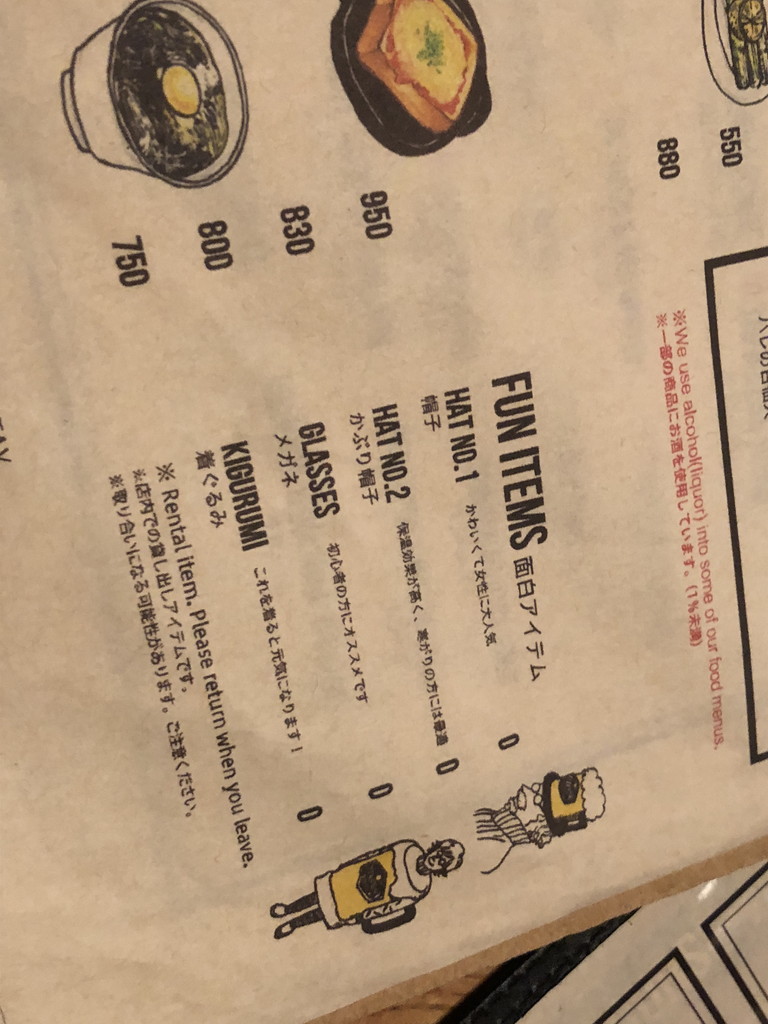 550
880
950
830
800
750
※We use alcohol(liquor) into some of our food menus.
※一部の商品にお酒を使用しています。(1%未満)
FUN ITEMS 面白アイテム
HAT NO.1 かわいくて女性に大人気 0
帽子
HAT NO.2 保温効果が高く、寒がりの方には最適 0
かぶり帽子
GLASSES 初心者の方にオススメです 0
メガネ
KIGURUMI これを着ると元気になります! 0
着ぐるみ
※ Rental item. Please return when you leave.
※店内での貸し出しアイテムです。
※取り合いになる可能性があります。ご注意ください。